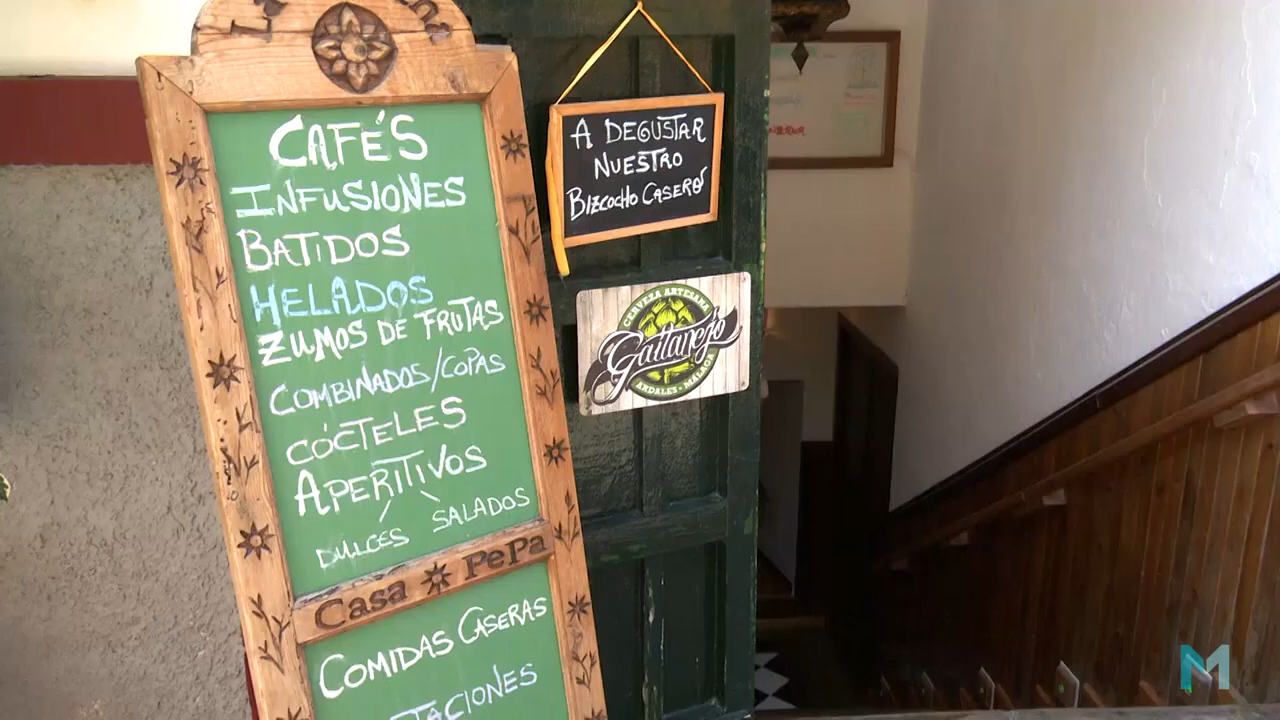 CAFÉS
INFUSIONES
BATIDOS
HELADOS
ZUMOS DE FRUTAS
COMBINADOS/COPAS
CÓCTELES
APERITIVOS
DULCES SALADOS
Casa PePa
COMIDAS CASERAS
A DEGUSTAR
NUESTRO
BIZCOCHO CASERO
CERVEZA ARTESANA
Gaitanejo
ARDALES - MÁLAGA
M